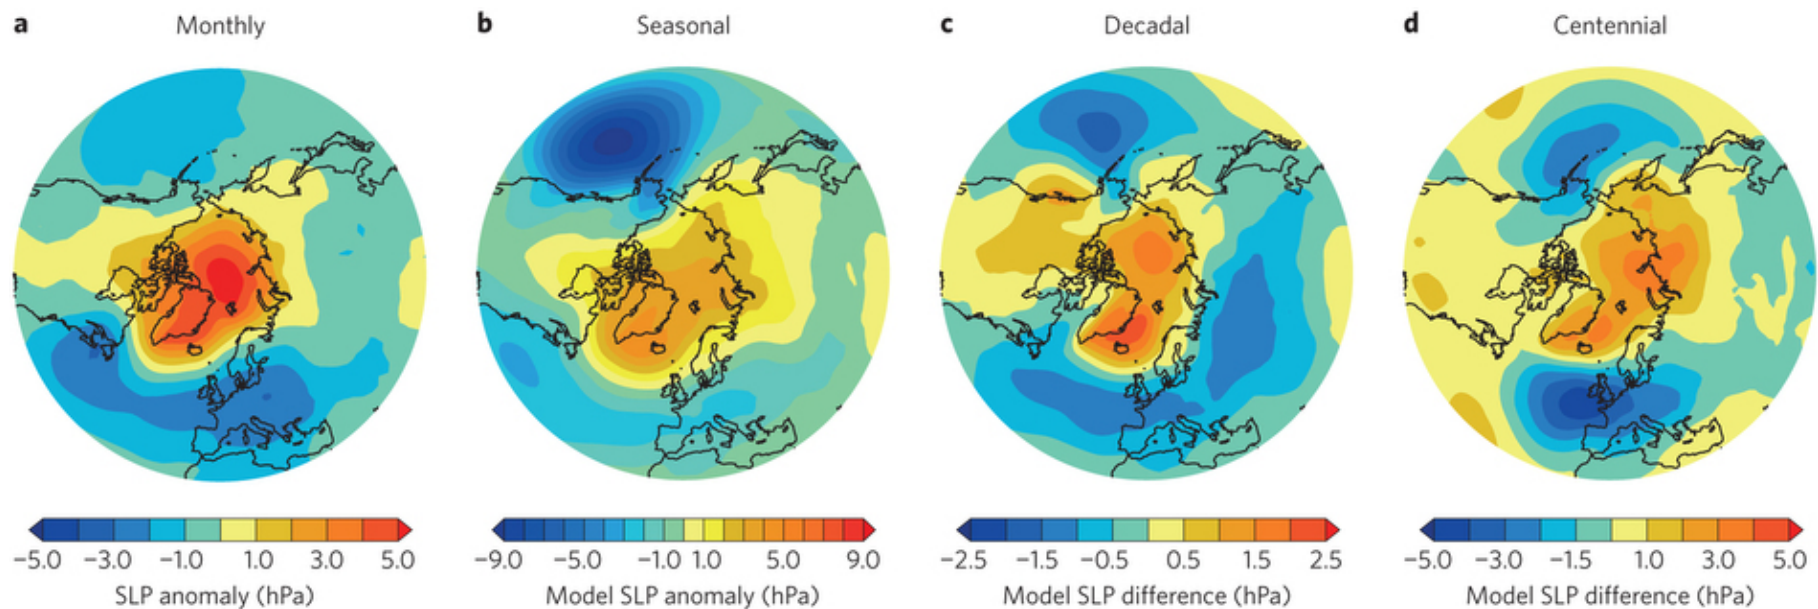 a Monthly
b Seasonal
c Decadal
d Centennial
−5.0 −3.0 −1.0 1.0 3.0 5.0
SLP anomaly (hPa)
−9.0 −5.0 −1.0 1.0 5.0 9.0
Model SLP anomaly (hPa)
−2.5 −1.5 −0.5 0.5 1.5 2.5
Model SLP difference (hPa)
−5.0 −3.0 −1.5 1.0 3.0 5.0
Model SLP difference (hPa)